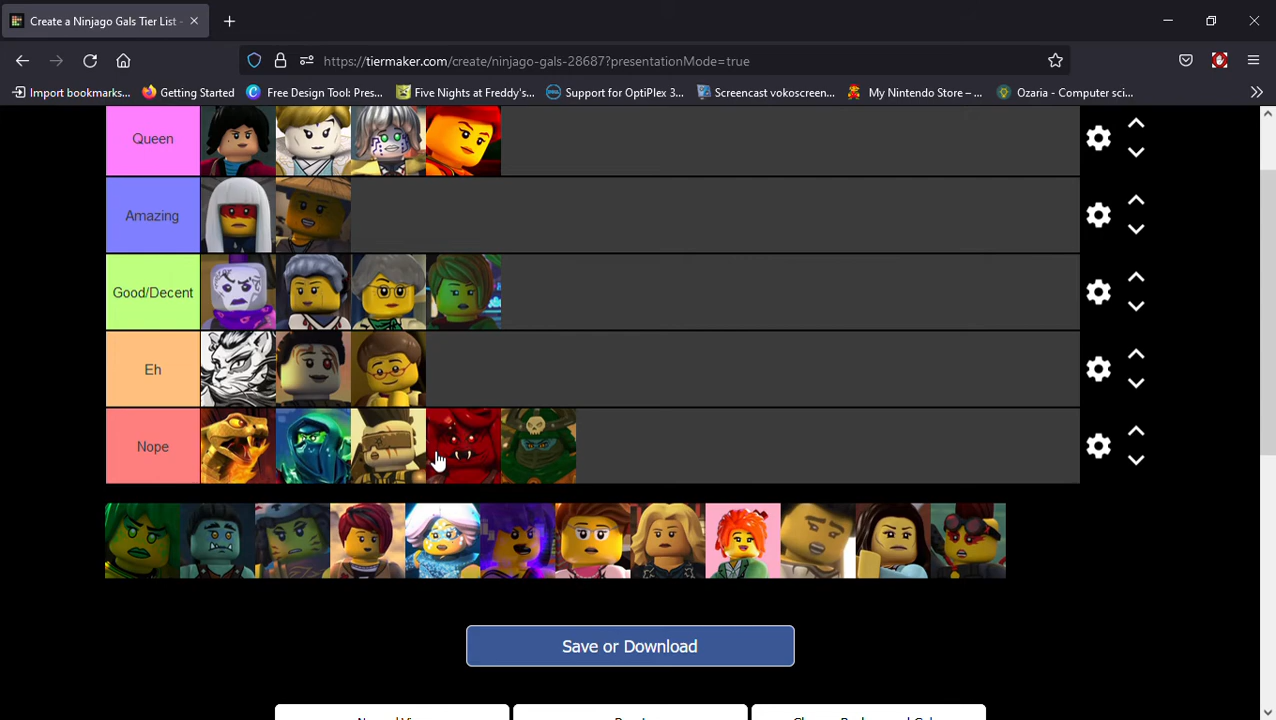 Create a Ninjago Gals Tier List -
https://tiermaker.com/create/ninjago-gals-28687?presentationMode=true
Import bookmarks...
Getting Started
Free Design Tool: Pres...
Five Nights at Freddy's...
Support for OptiPlex 3...
Screencast vokoscreen...
My Nintendo Store – ...
Ozaria - Computer sci...
Queen
Amazing
Good/Decent
Eh
Nope
Save or Download